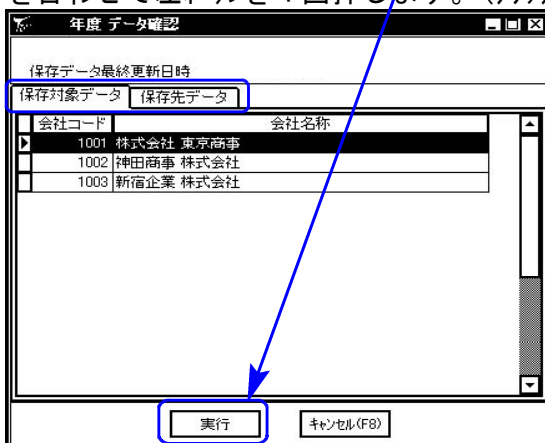 年度 データ確認
保存データ最終更新日時
保存対象データ 保存先データ
会社コード 会社名称
1001 株式会社 東京商事
1002 神田商事 株式会社
1003 新宿企業 株式会社
実行 キャンセル(F8)